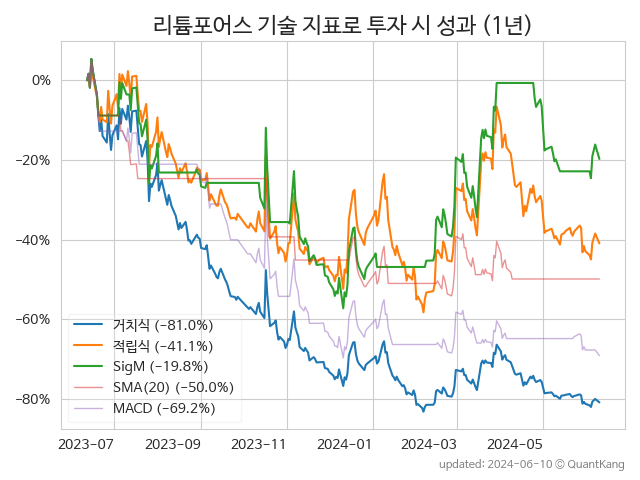 리튬포어스 기술 지표로 투자 시 성과 (1년)
0%
−20%
−40%
−60%
−80%
거치식 (−81.0%)
적립식 (−41.1%)
SigM (−19.8%)
SMA(20) (−50.0%)
MACD (−69.2%)
2023−07 2023−09 2023−11 2024−01 2024−03 2024−05
updated: 2024−06−10 © QuantKang